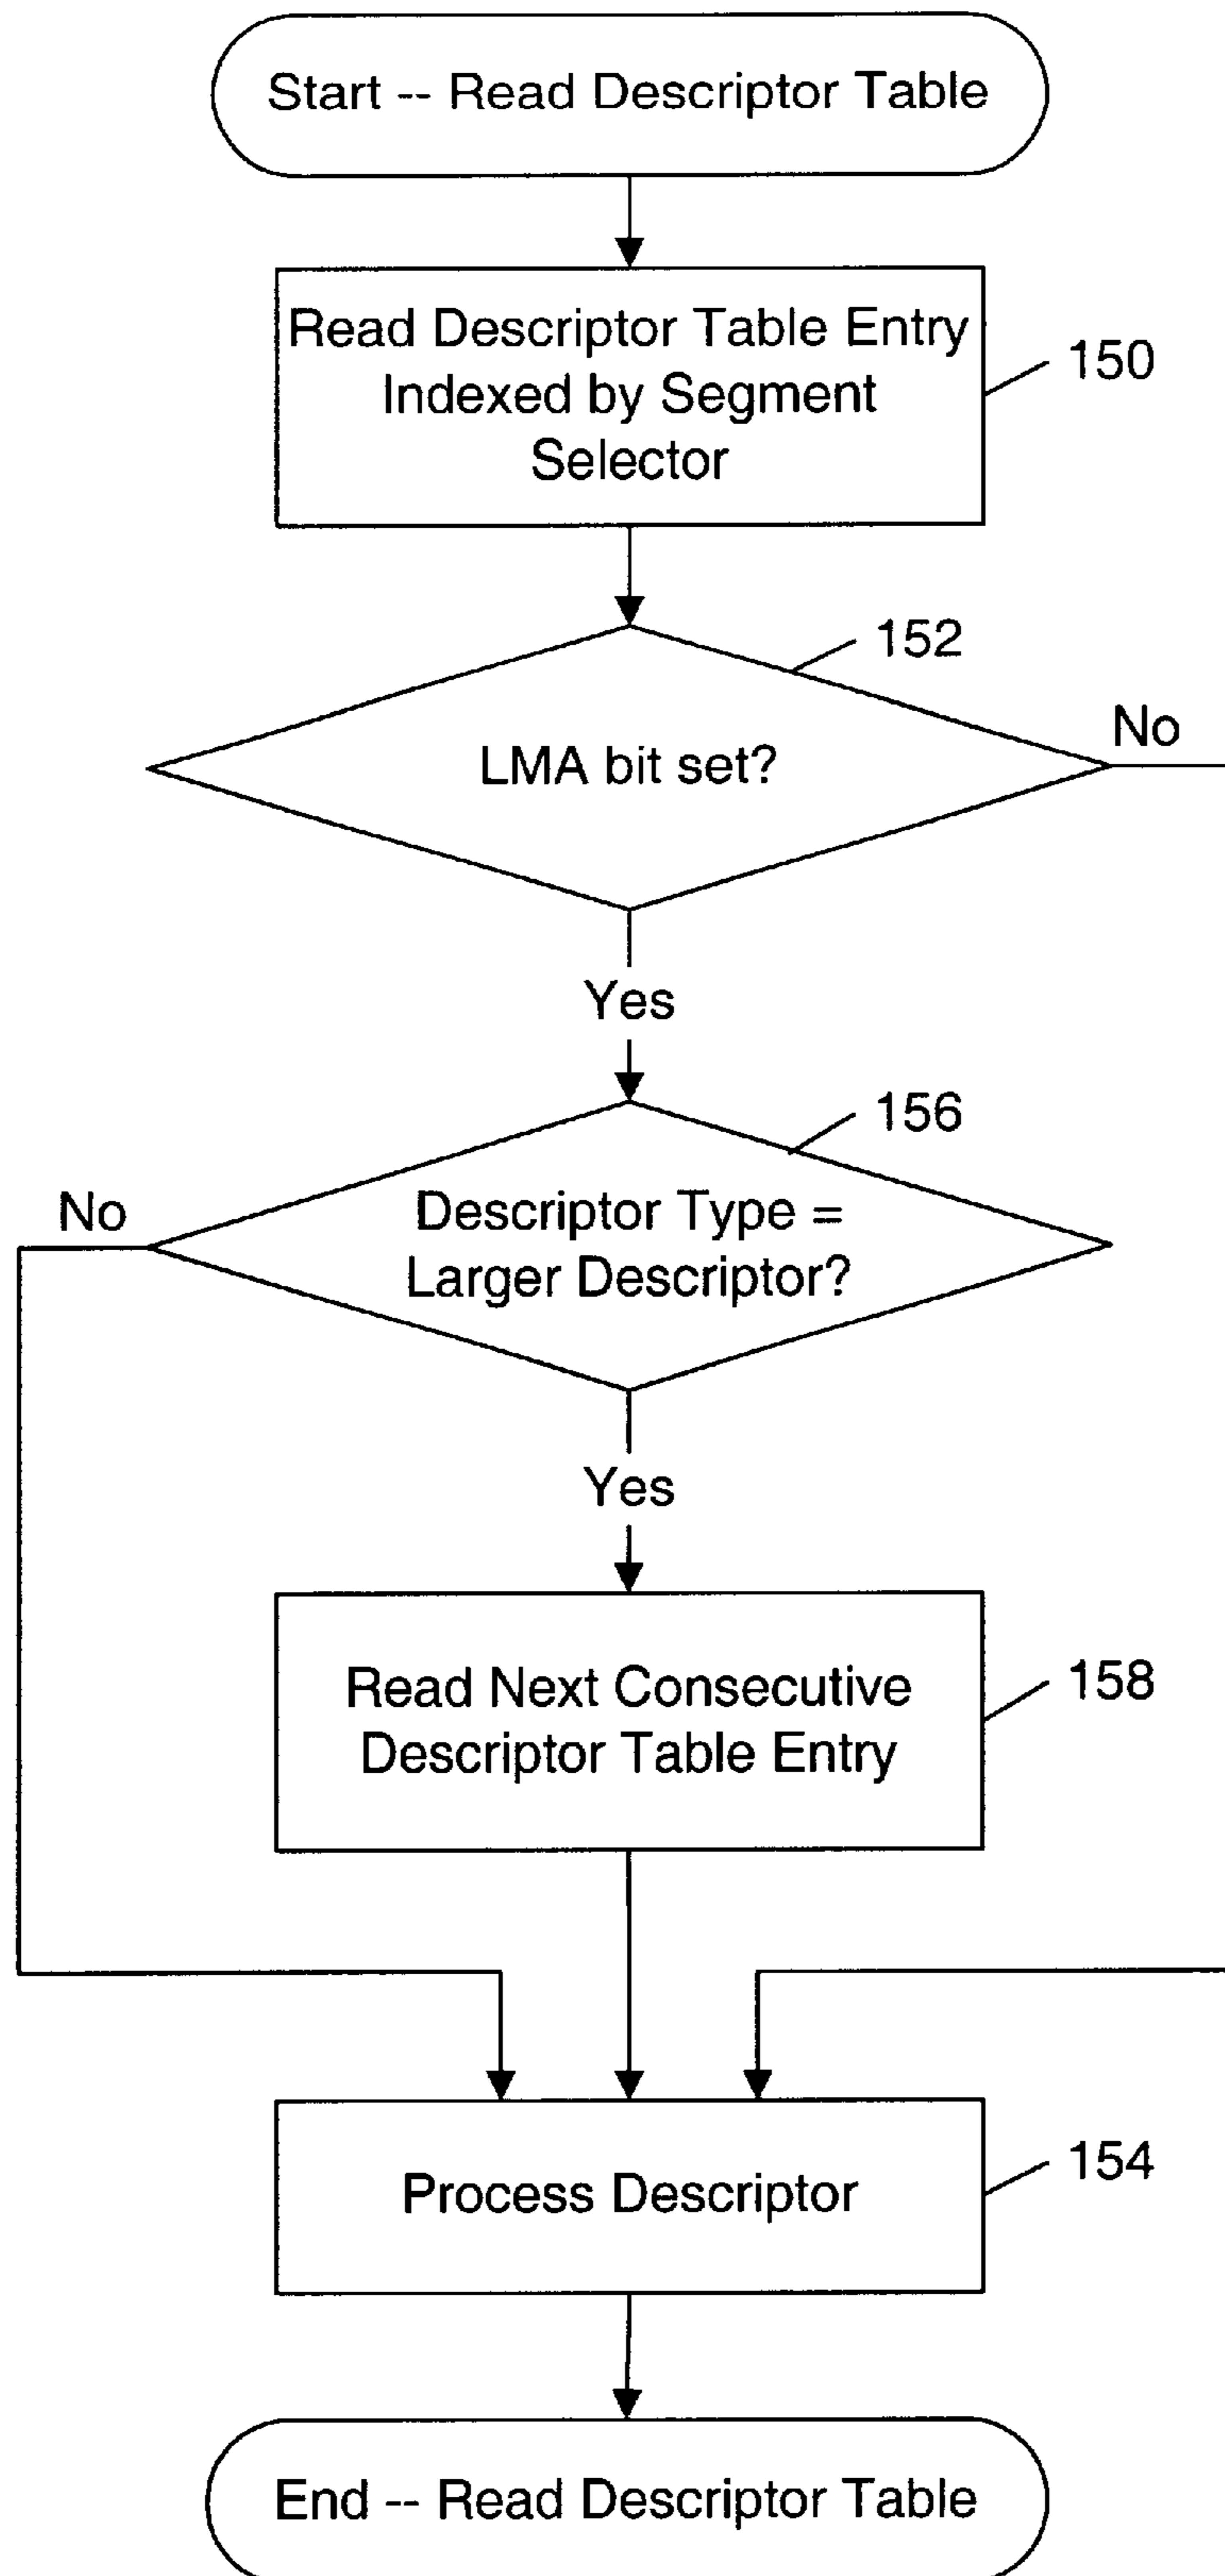 Start -- Read Descriptor Table
Read Descriptor Table Entry
Indexed by Segment
Selector
150
152
LMA bit set?
No
Yes
156
No
Descriptor Type =
Larger Descriptor?
Yes
Read Next Consecutive
Descriptor Table Entry
158
Process Descriptor
154
End -- Read Descriptor Table